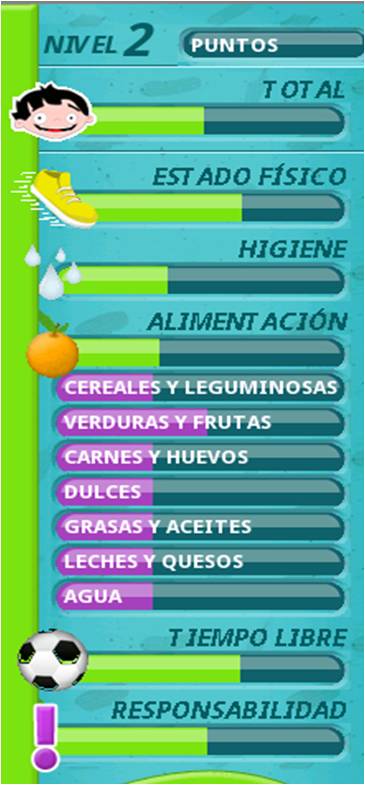 NIVEL 2
PUNTOS
TOTAL
ESTADO FÍSICO
HIGIENE
ALIMENTACIÓN
CEREALES Y LEGUMINOSAS
VERDURAS Y FRUTAS
CARNES Y HUEVOS
DULCES
GRASAS Y ACEITES
LECHES Y QUESOS
AGUA
TIEMPO LIBRE
RESPONSABILIDAD